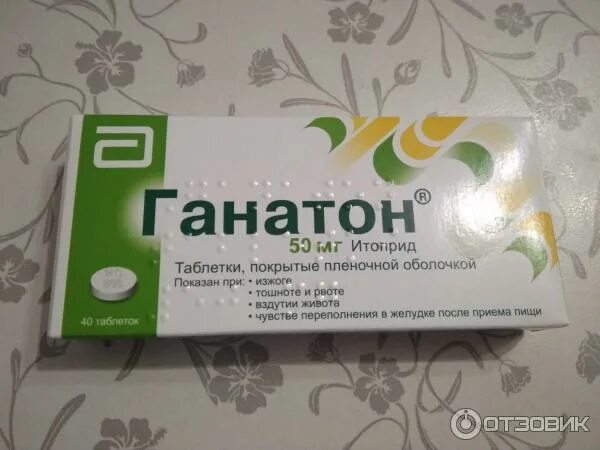 Ганатон®
50 мг Итоприд
Таблетки, покрытые пленочной оболочкой
Показан при: • изжоге
• тошноте и рвоте
• вздутии живота
• чувстве переполнения в желудке после приема пищи
40 таблеток
ОТЗОВИК